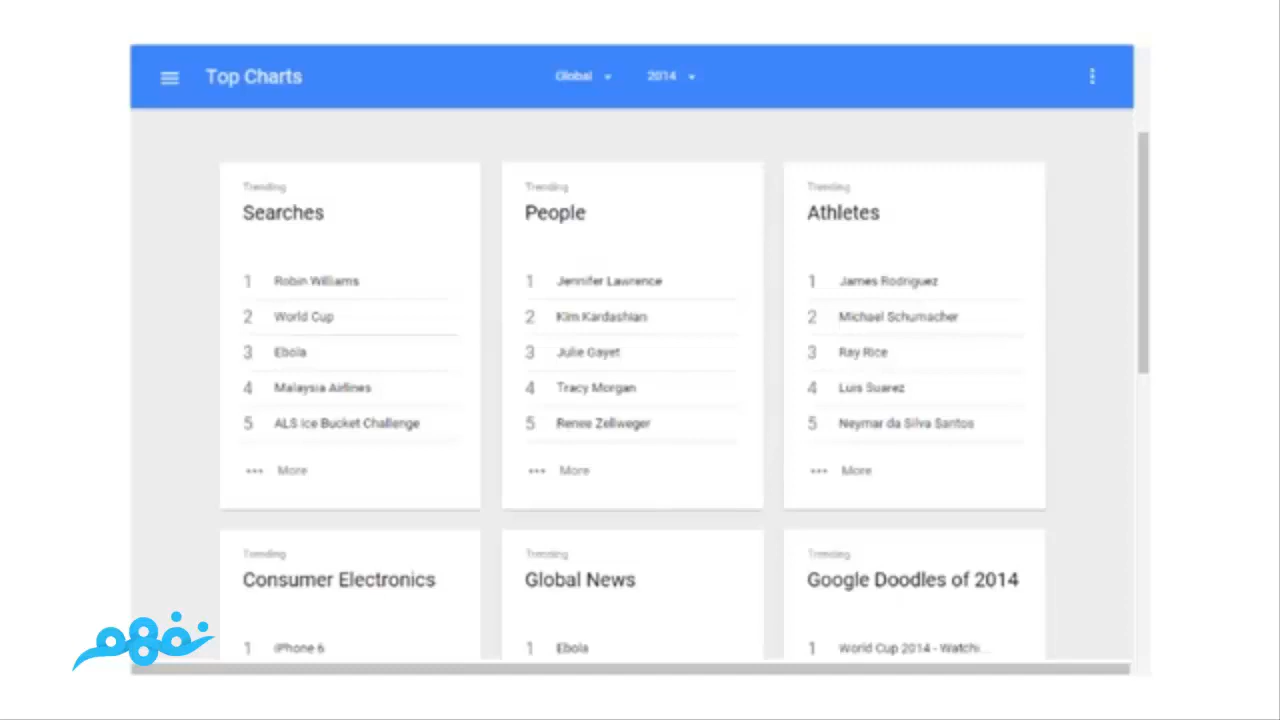 Top Charts
Global
2014
Trending
Searches
1 Robin Williams
2 World Cup
3 Ebola
4 Malaysia Airlines
5 ALS Ice Bucket Challenge
More
Trending
People
1 Jennifer Lawrence
2 Kim Kardashian
3 Julie Gayet
4 Tracy Morgan
5 Renee Zellweger
More
Trending
Athletes
1 James Rodriguez
2 Michael Schumacher
3 Ray Rice
4 Luis Suarez
5 Neymar da Silva Santos
More
Trending
Consumer Electronics
1 iPhone 6
Trending
Global News
1 Ebola
Trending
Google Doodles of 2014
1 World Cup 2014 - Watchi...
نفهم